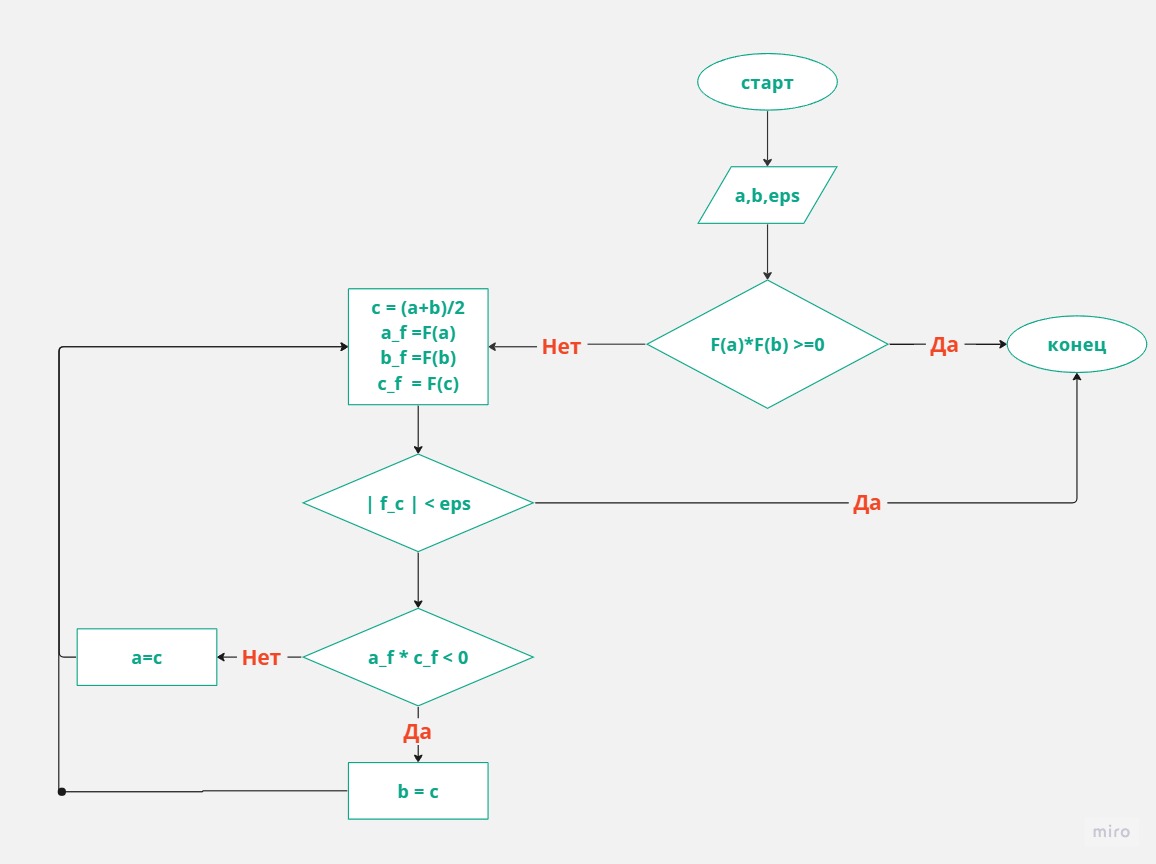 старт
a,b,eps
F(a)*F(b) >=0
Да
конец
Нет
c = (a+b)/2
a_f =F(a)
b_f =F(b)
c_f  = F(c)
| f_c | < eps
Да
a_f * c_f < 0
Нет
a=c
Да
b = c
miro